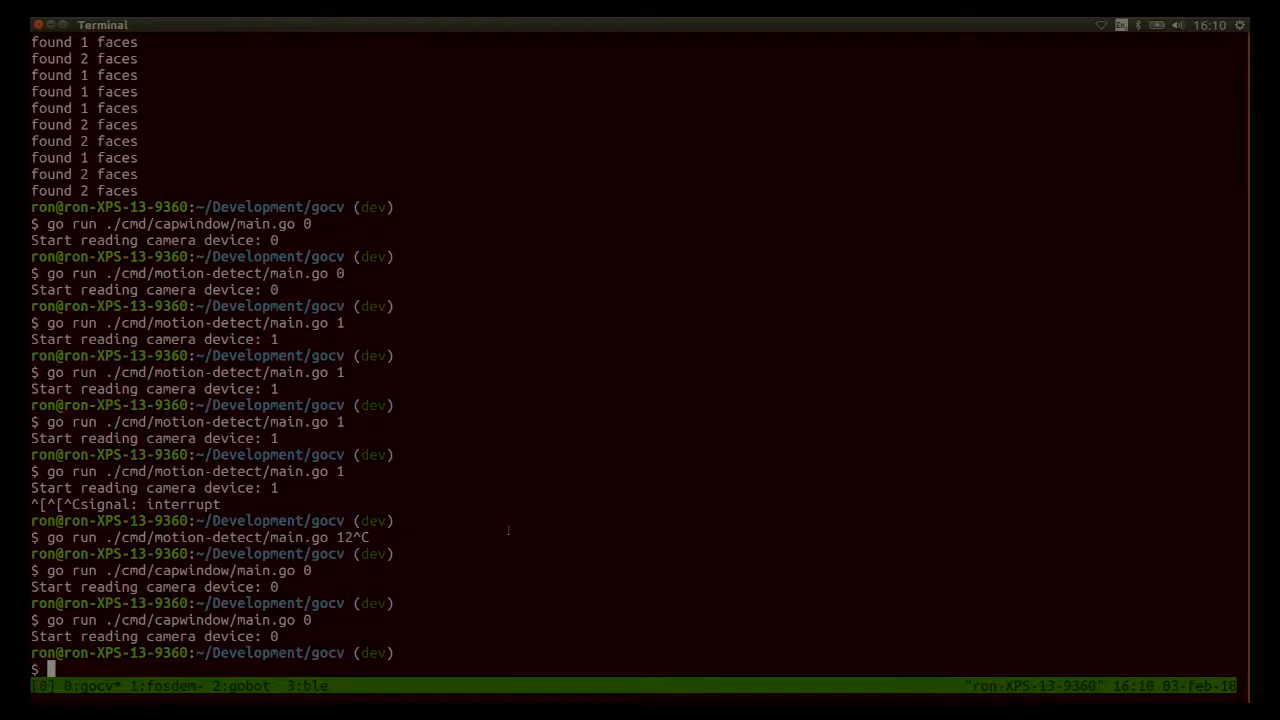 Terminal
En
16:10
found 1 faces
found 2 faces
found 1 faces
found 1 faces
found 1 faces
found 2 faces
found 2 faces
found 1 faces
found 2 faces
found 2 faces
ron@ron-XPS-13-9360:~/Development/gocv (dev)
$ go run ./cmd/capwindow/main.go 0
Start reading camera device: 0
ron@ron-XPS-13-9360:~/Development/gocv (dev)
$ go run ./cmd/motion-detect/main.go 0
Start reading camera device: 0
ron@ron-XPS-13-9360:~/Development/gocv (dev)
$ go run ./cmd/motion-detect/main.go 1
Start reading camera device: 1
ron@ron-XPS-13-9360:~/Development/gocv (dev)
$ go run ./cmd/motion-detect/main.go 1
Start reading camera device: 1
ron@ron-XPS-13-9360:~/Development/gocv (dev)
$ go run ./cmd/motion-detect/main.go 1
Start reading camera device: 1
ron@ron-XPS-13-9360:~/Development/gocv (dev)
$ go run ./cmd/motion-detect/main.go 1
Start reading camera device: 1
^[^[^Csignal: interrupt
ron@ron-XPS-13-9360:~/Development/gocv (dev)
$ go run ./cmd/motion-detect/main.go 12^C
ron@ron-XPS-13-9360:~/Development/gocv (dev)
$ go run ./cmd/capwindow/main.go 0
Start reading camera device: 0
ron@ron-XPS-13-9360:~/Development/gocv (dev)
$ go run ./cmd/capwindow/main.go 0
Start reading camera device: 0
ron@ron-XPS-13-9360:~/Development/gocv (dev)
$
[0] 0:gocv* 1:fosdem- 2:gobot 3:ble "ron-XPS-13-9360" 16:10 03-feb-18